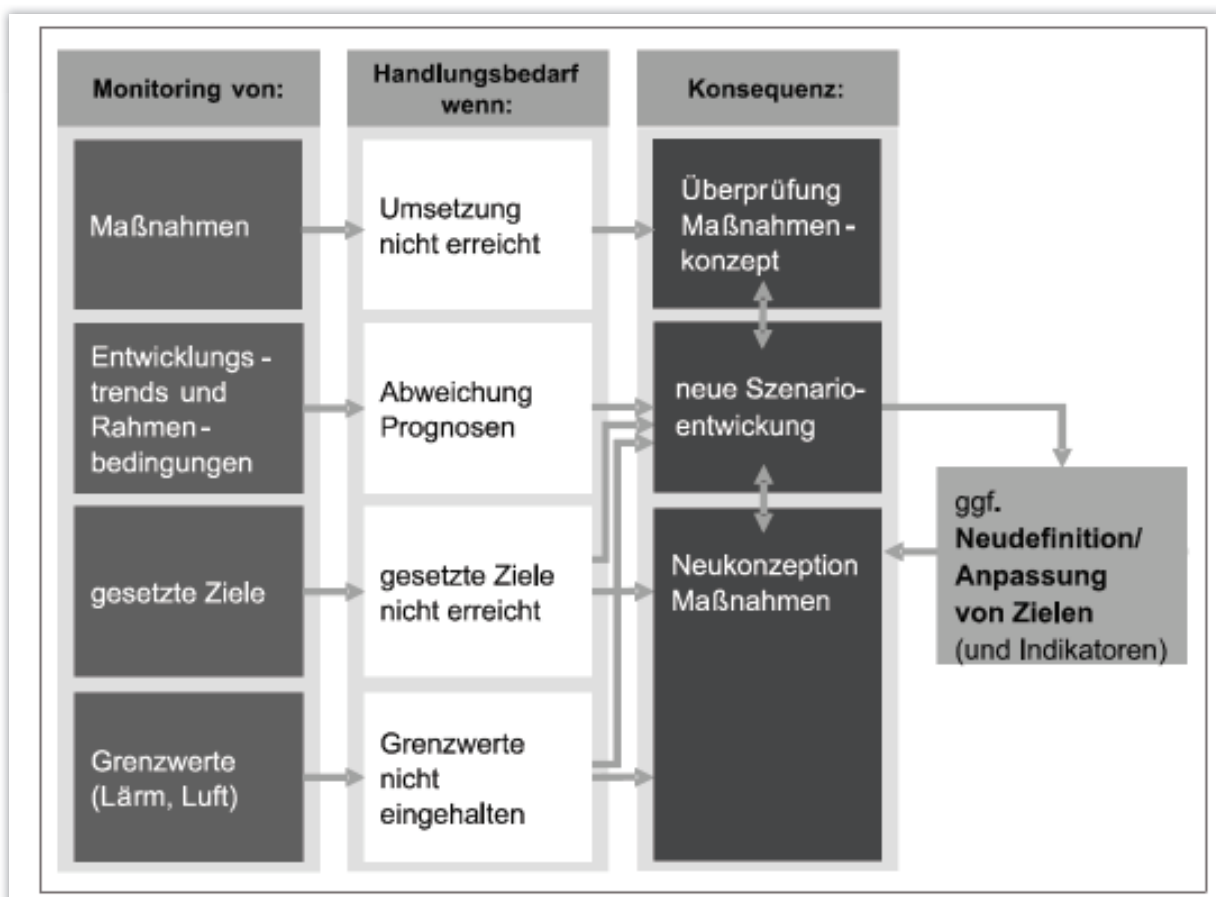 Monitoring von:
Handlungsbedarf
wenn:
Konsequenz:
Maßnahmen
Umsetzung
nicht erreicht
Überprüfung
Maßnahmen -
konzept
Entwicklungs -
trends und
Rahmen -
bedingungen
Abweichung
Prognosen
neue Szenario-
entwickung
gesetzte Ziele
gesetzte Ziele
nicht erreicht
Neukonzeption
Maßnahmen
ggf.
Neudefinition/
Anpassung
von Zielen
(und Indikatoren)
Grenzwerte
(Lärm, Luft)
Grenzwerte
nicht
eingehalten